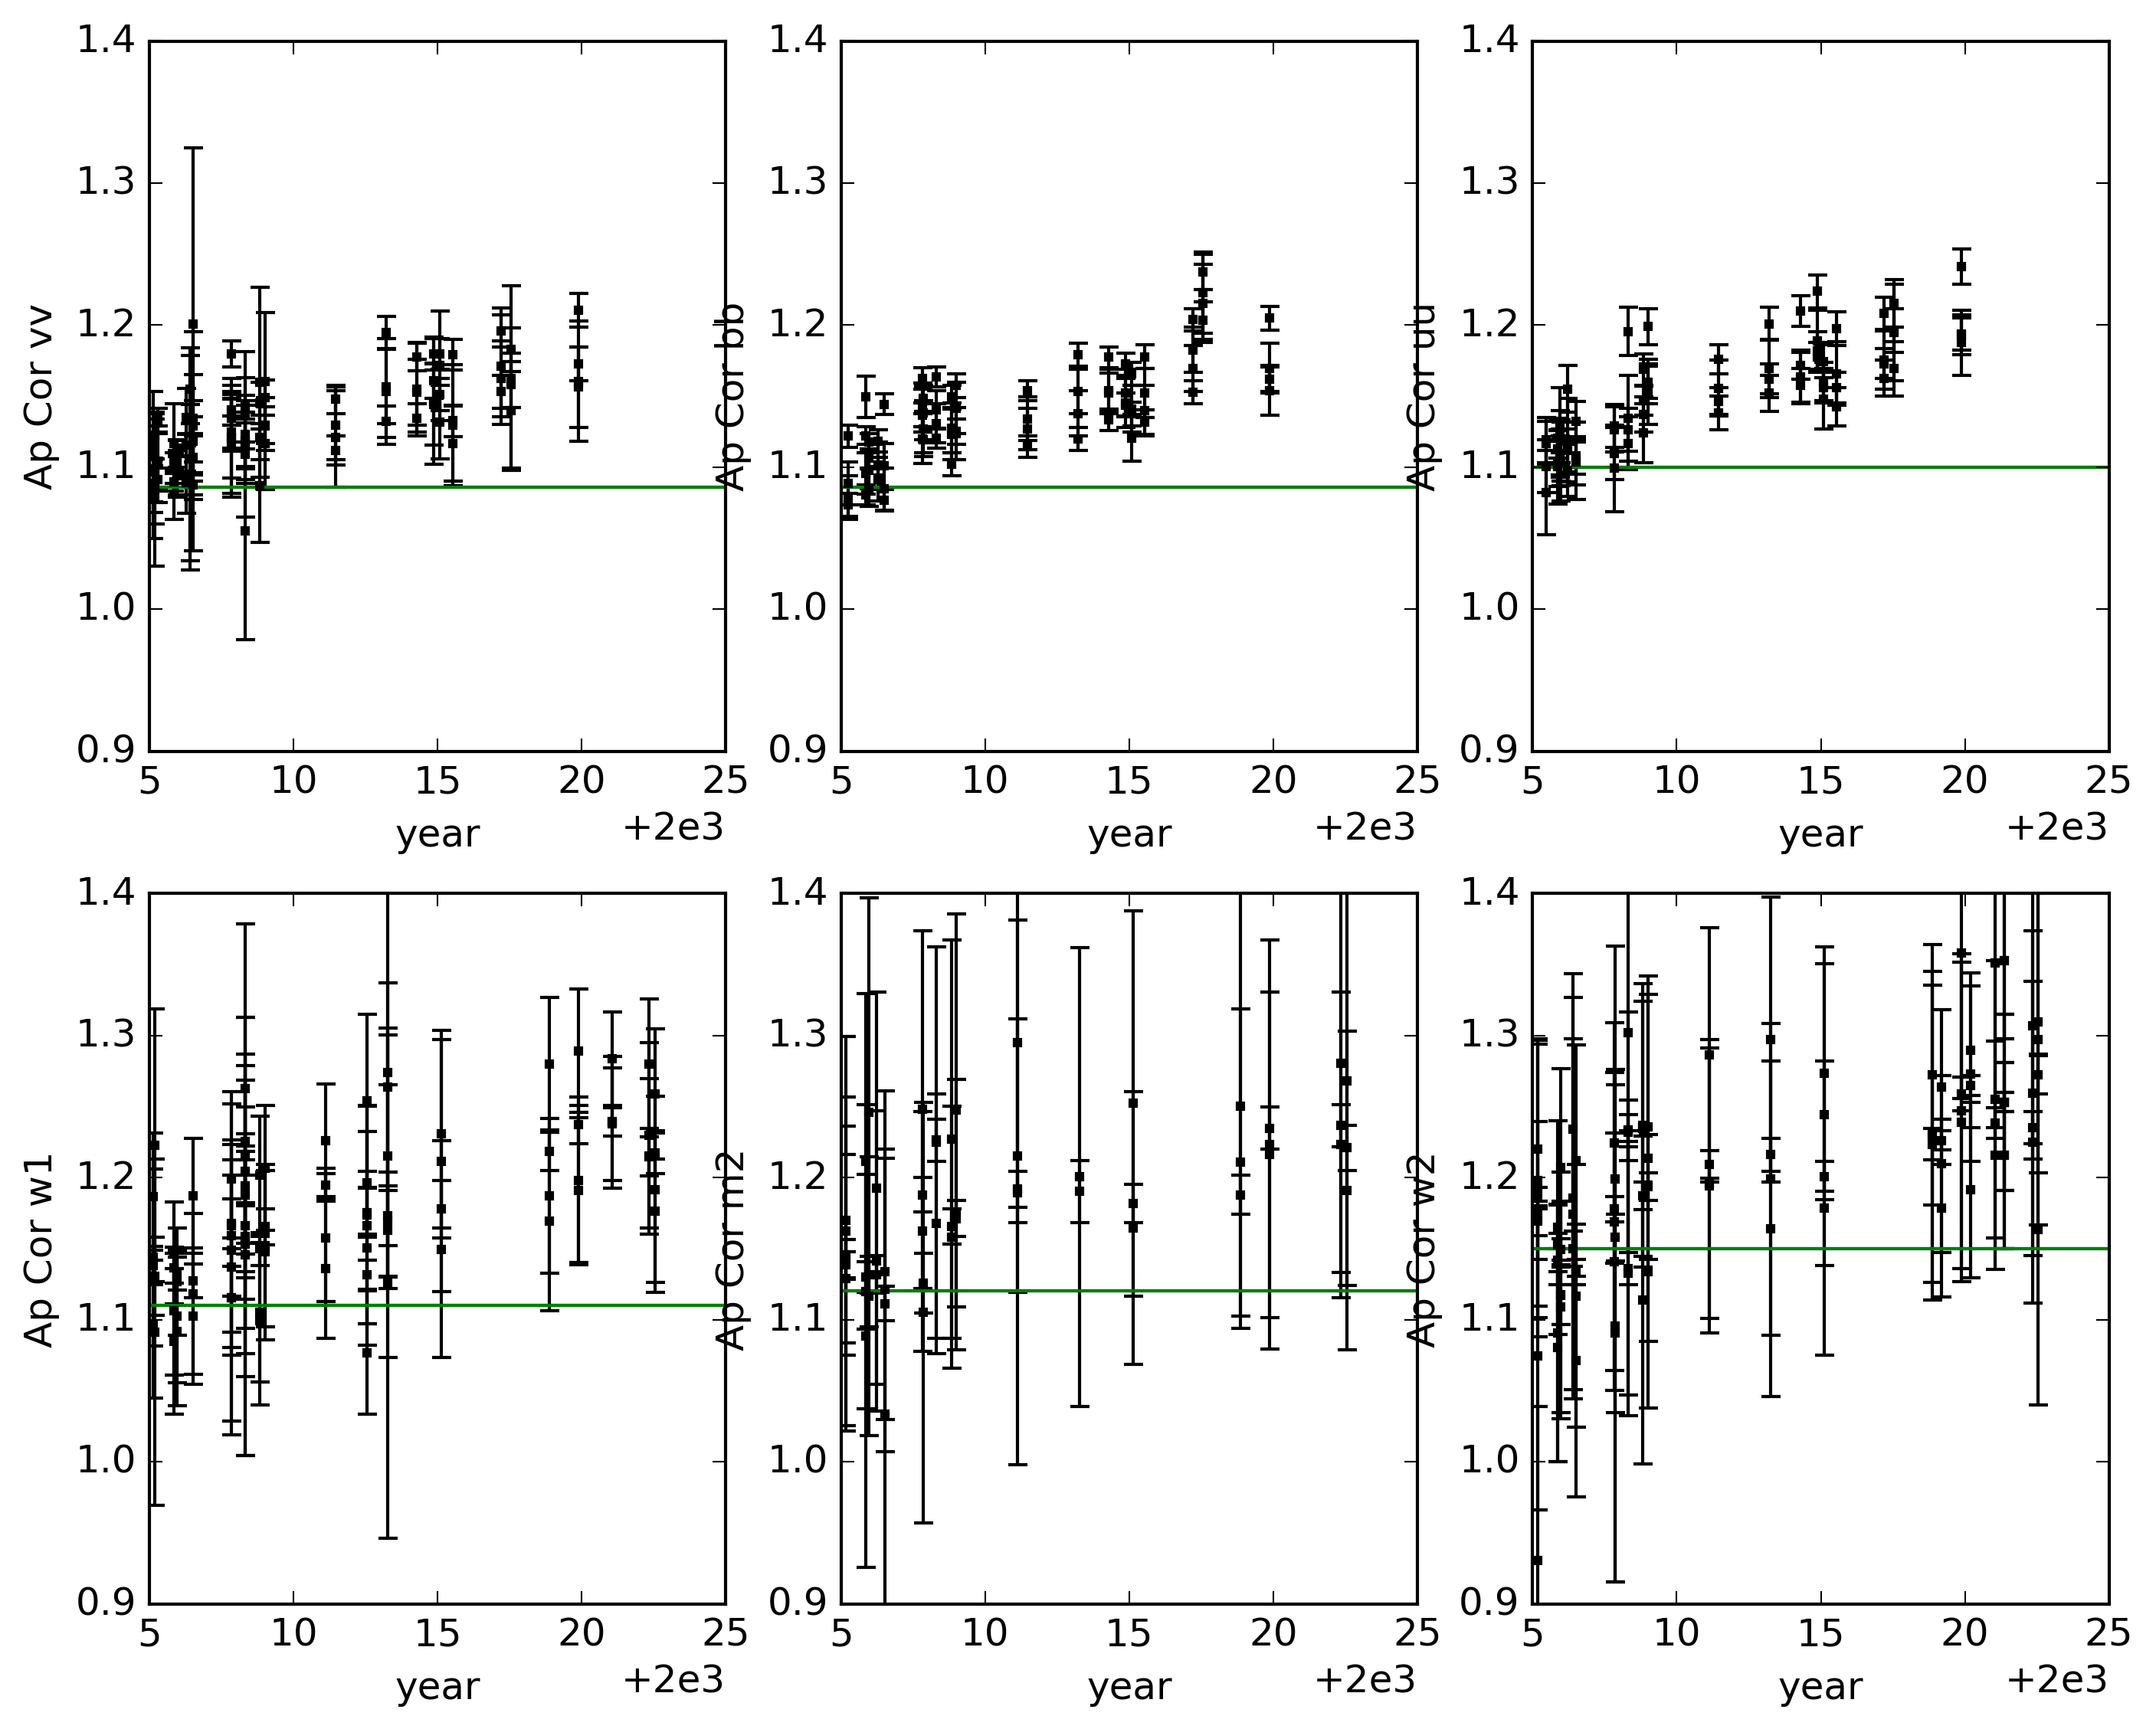 1.4 1.4 1.4
1.3 1.3 1.3
1.2 1.2 1.2
1.1 1.1 1.1
1.0 1.0 1.0
0.9 0.9 0.9
Ap Cor vv
Ap Cor bb
Ap Cor uu
5 10 15 20 25 5 10 15 20 25 5 10 15 20 25
+2e3 +2e3 +2e3
year year year
1.4 1.4 1.4
1.3 1.3 1.3
1.2 1.2 1.2
1.1 1.1 1.1
1.0 1.0 1.0
0.9 0.9 0.9
Ap Cor w1
Ap Cor m2
Ap Cor w2
5 10 15 20 25 5 10 15 20 25 5 10 15 20 25
+2e3 +2e3 +2e3
year year year